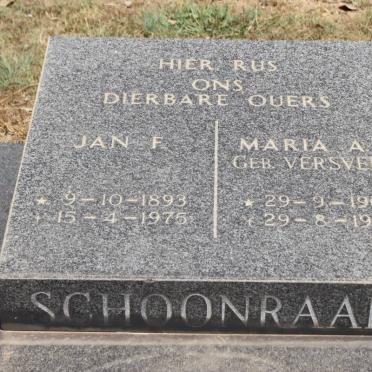 HIER RUS
ONS
DIERBARE OUERS
JAN F.
* 9-10-1893
† 15-4-1975
MARIA A
GEB. VERSVE
* 29-9-19
† 29-8-19
SCHOONRAA